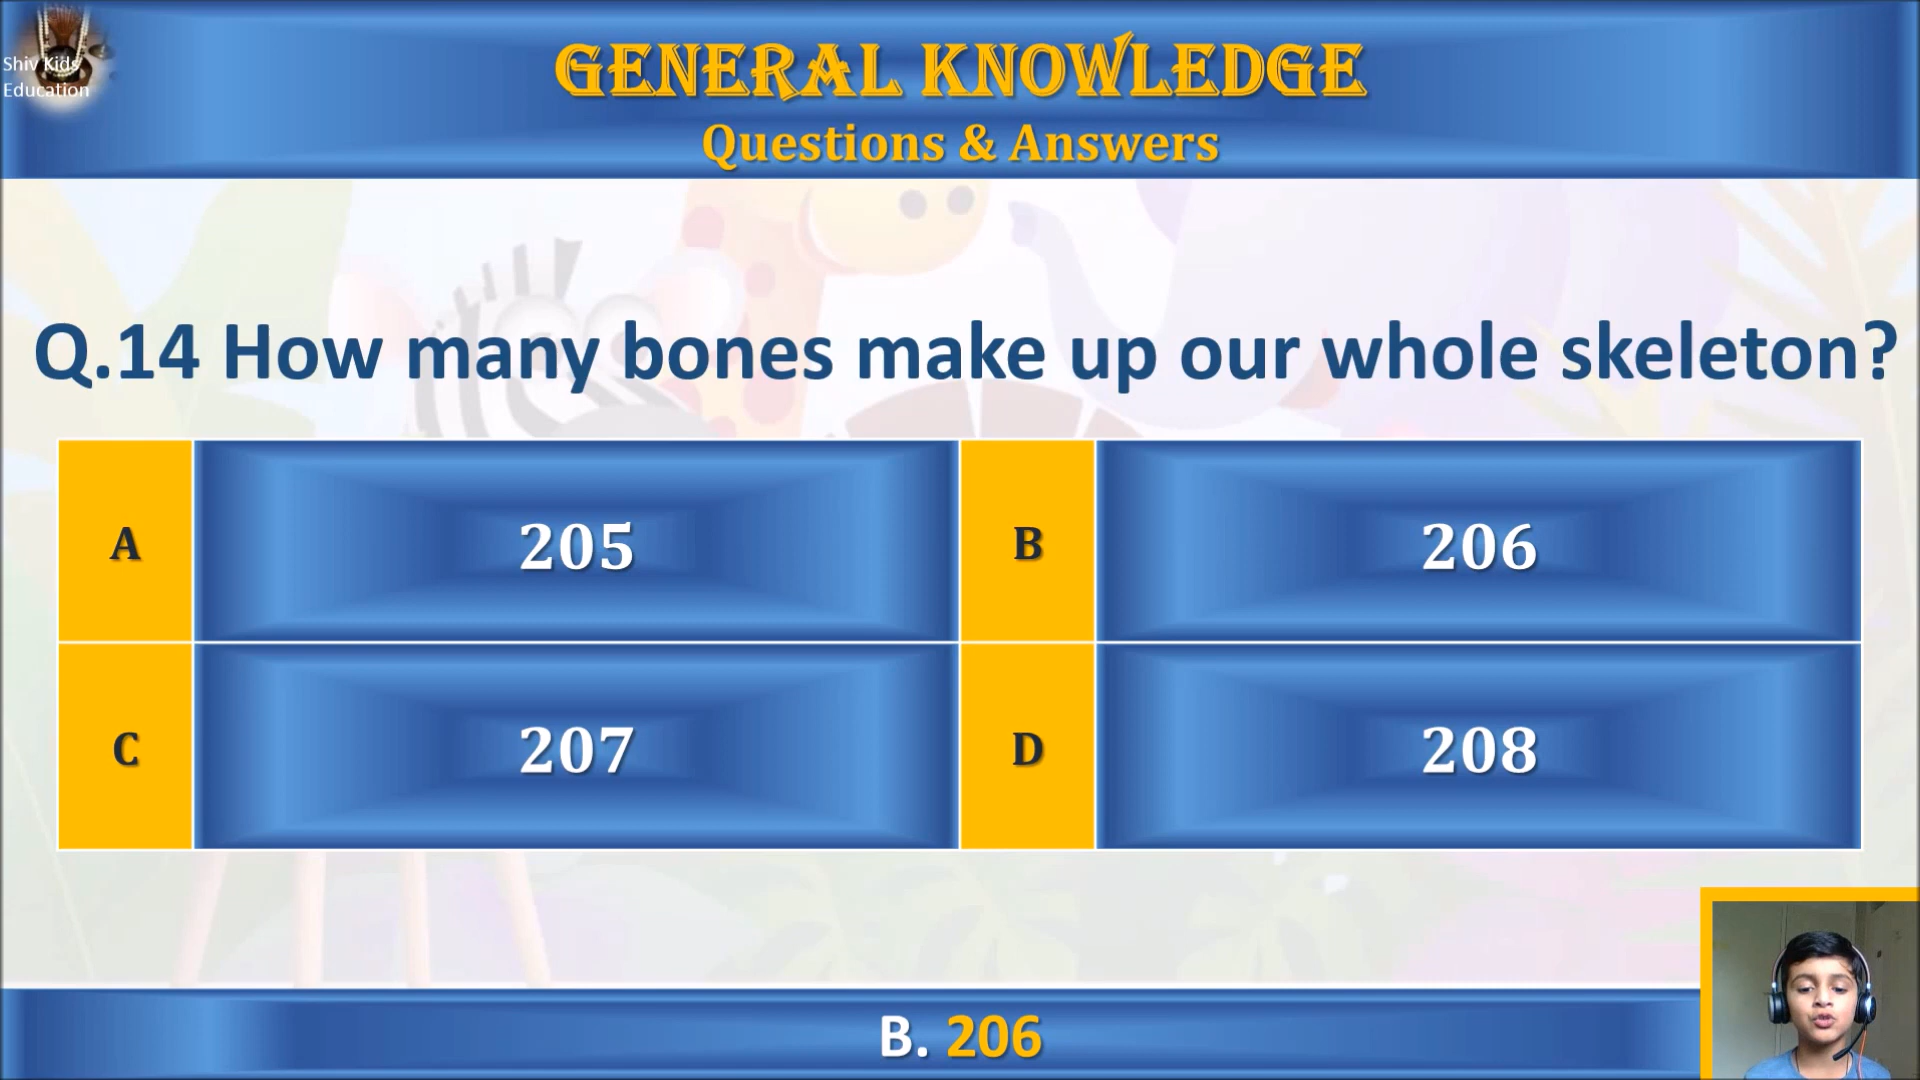 Shiv Kids
Education
GENERAL KNOWLEDGE
Questions & Answers
Q.14 How many bones make up our whole skeleton?
A 205 B 206
C 207 D 208
B. 206